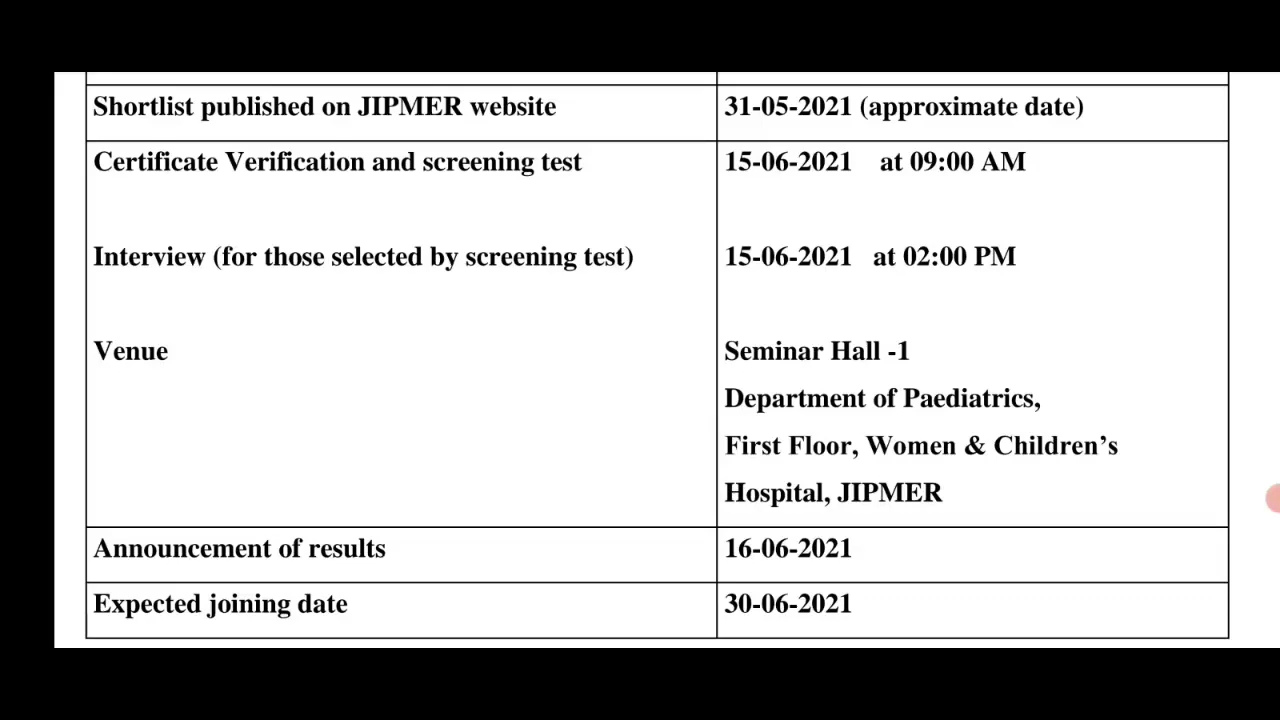 Shortlist published on JIPMER website 31-05-2021 (approximate date)
Certificate Verification and screening test 15-06-2021 at 09:00 AM
Interview (for those selected by screening test) 15-06-2021 at 02:00 PM
Venue Seminar Hall -1
Department of Paediatrics,
First Floor, Women & Children’s
Hospital, JIPMER
Announcement of results 16-06-2021
Expected joining date 30-06-2021